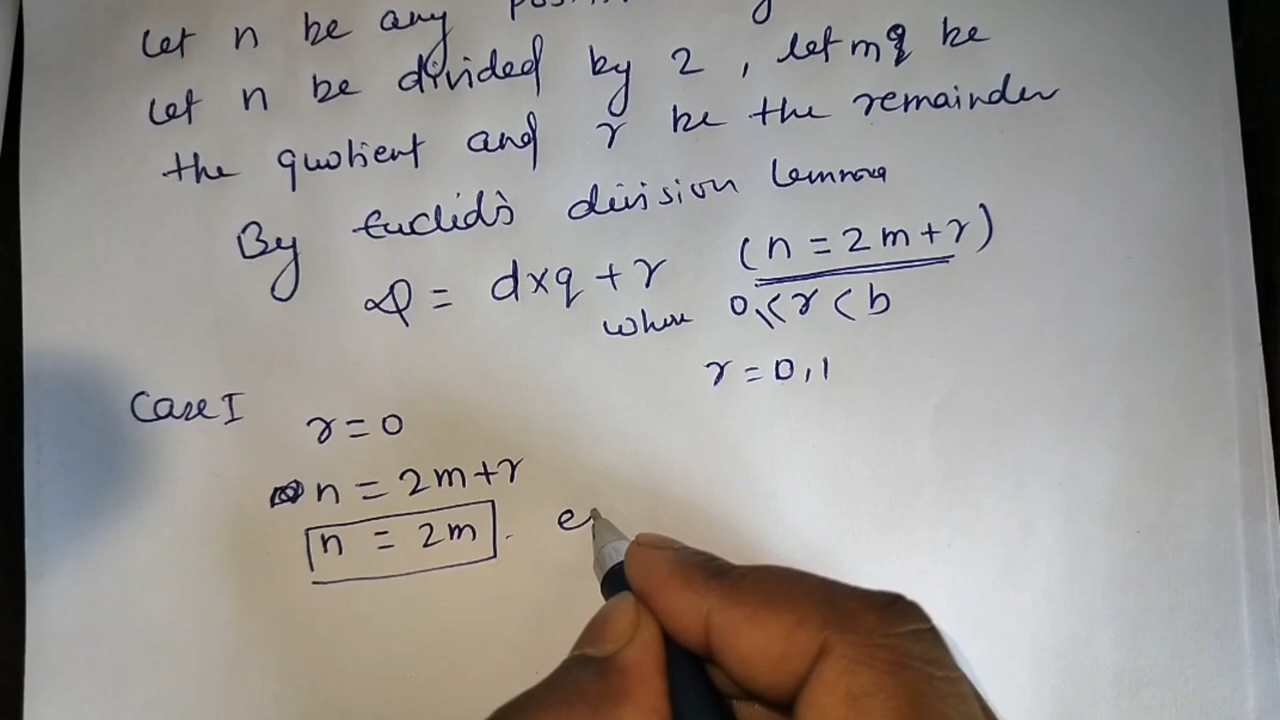 Let n be any
Let n be divided by 2, let m be
the quotient and r be the remainder
By Euclid's division Lemma
= d×q + r (n = 2m + r)
where 0 ≤ r < b
r = 0, 1
Case I
r = 0
n = 2m + r
n = 2m. e